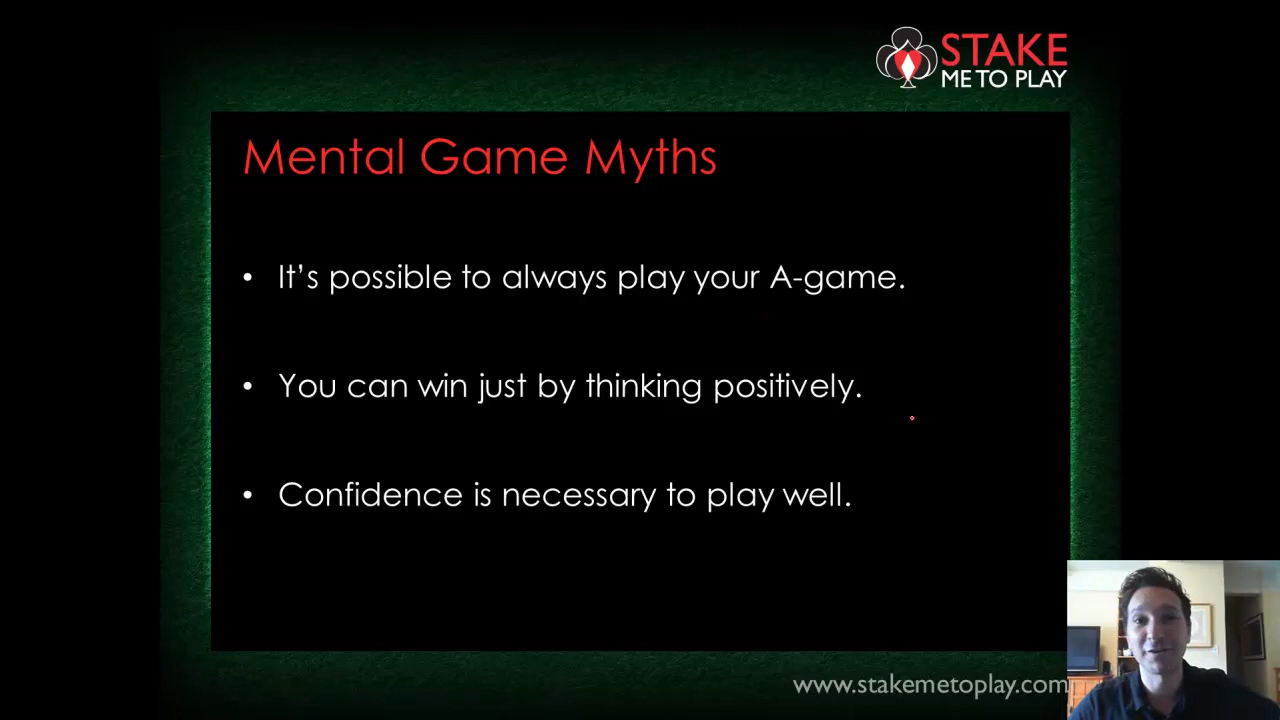 STAKE
ME TO PLAY
Mental Game Myths
• It’s possible to always play your A-game.
• You can win just by thinking positively.
• Confidence is necessary to play well.
www.stakemetoplay.com